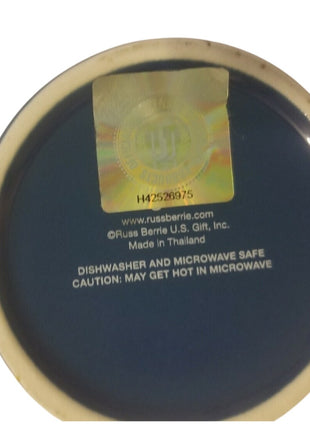 H42526975
www.russberrie.com
©Russ Berrie U.S. Gift, Inc.
Made in Thailand
DISHWASHER AND MICROWAVE SAFE
CAUTION: MAY GET HOT IN MICROWAVE